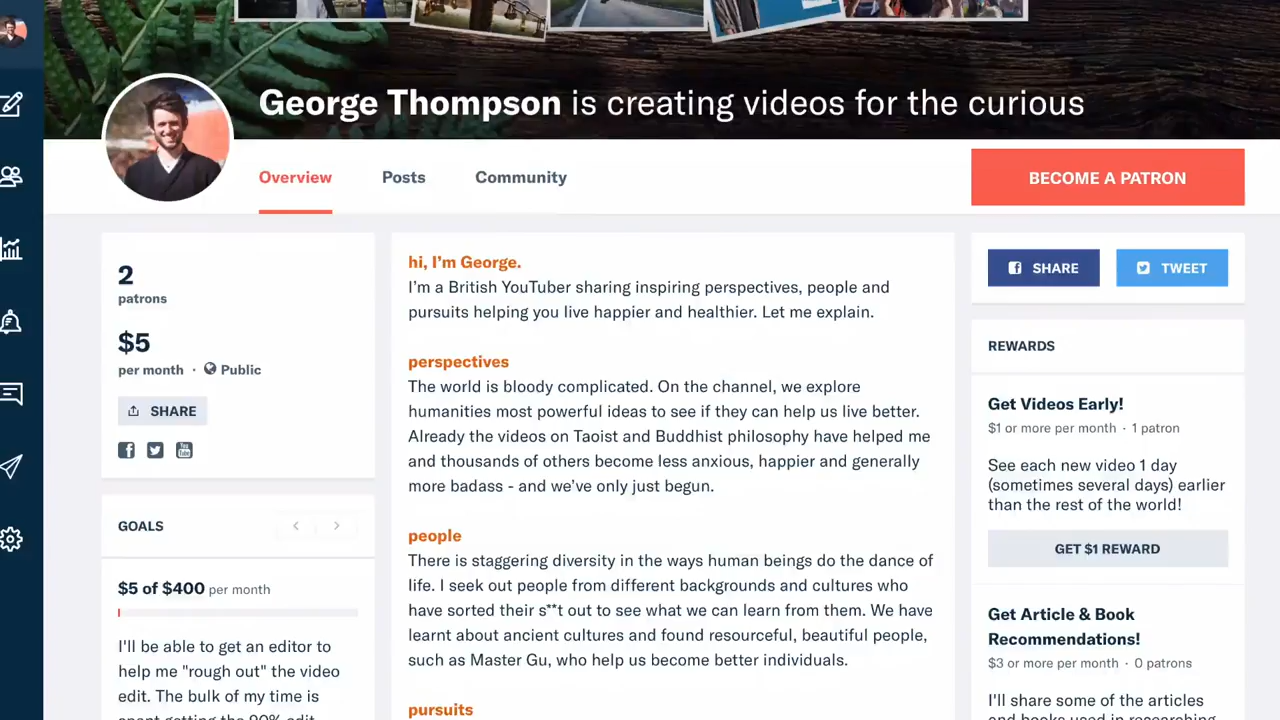 George Thompson is creating videos for the curious
Overview
Posts
Community
BECOME A PATRON
2
patrons
$5
per month · Public
SHARE
GOALS
$5 of $400 per month
I'll be able to get an editor to
help me "rough out" the video
edit. The bulk of my time is
spent getting the 90% edit
hi, I'm George.
I'm a British YouTuber sharing inspiring perspectives, people and
pursuits helping you live happier and healthier. Let me explain.
perspectives
The world is bloody complicated. On the channel, we explore
humanities most powerful ideas to see if they can help us live better.
Already the videos on Taoist and Buddhist philosophy have helped me
and thousands of others become less anxious, happier and generally
more badass - and we've only just begun.
people
There is staggering diversity in the ways human beings do the dance of
life. I seek out people from different backgrounds and cultures who
have sorted their s**t out to see what we can learn from them. We have
learnt about ancient cultures and found resourceful, beautiful people,
such as Master Gu, who help us become better individuals.
pursuits
SHARE
TWEET
REWARDS
Get Videos Early!
$1 or more per month · 1 patron
See each new video 1 day
(sometimes several days) earlier
than the rest of the world!
GET $1 REWARD
Get Article & Book
Recommendations!
$3 or more per month · 0 patrons
I'll share some of the articles
and books used in researching